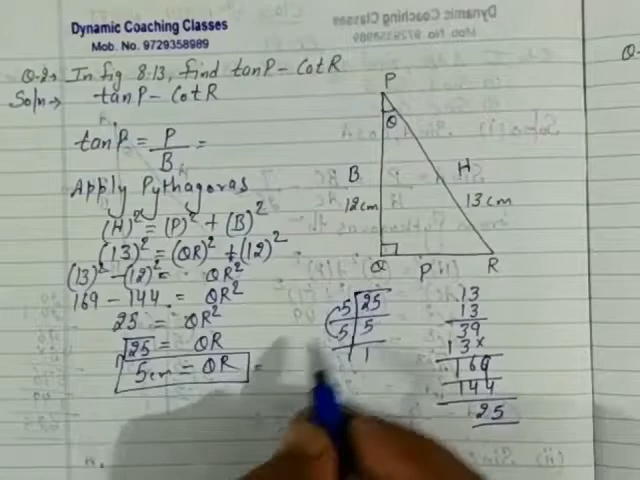 Dynamic Coaching Classes
Mob. No. 9729358989
Q-2→ In fig 8.13, find tanP - CotR
Soln→ tanP - CotR
tanP = P/B =
Apply Pythagoras
(H)² = (P)² + (B)²
(13)² = (QR)² + (12)²
(13)² - (12)² = QR²
169 - 144 = QR²
25 = QR²
√25 = QR
5cm = QR =
P
θ
B
H
12cm
13cm
Q
P
R
5 25
5 5
1
13
13
39
13×
169
144
25